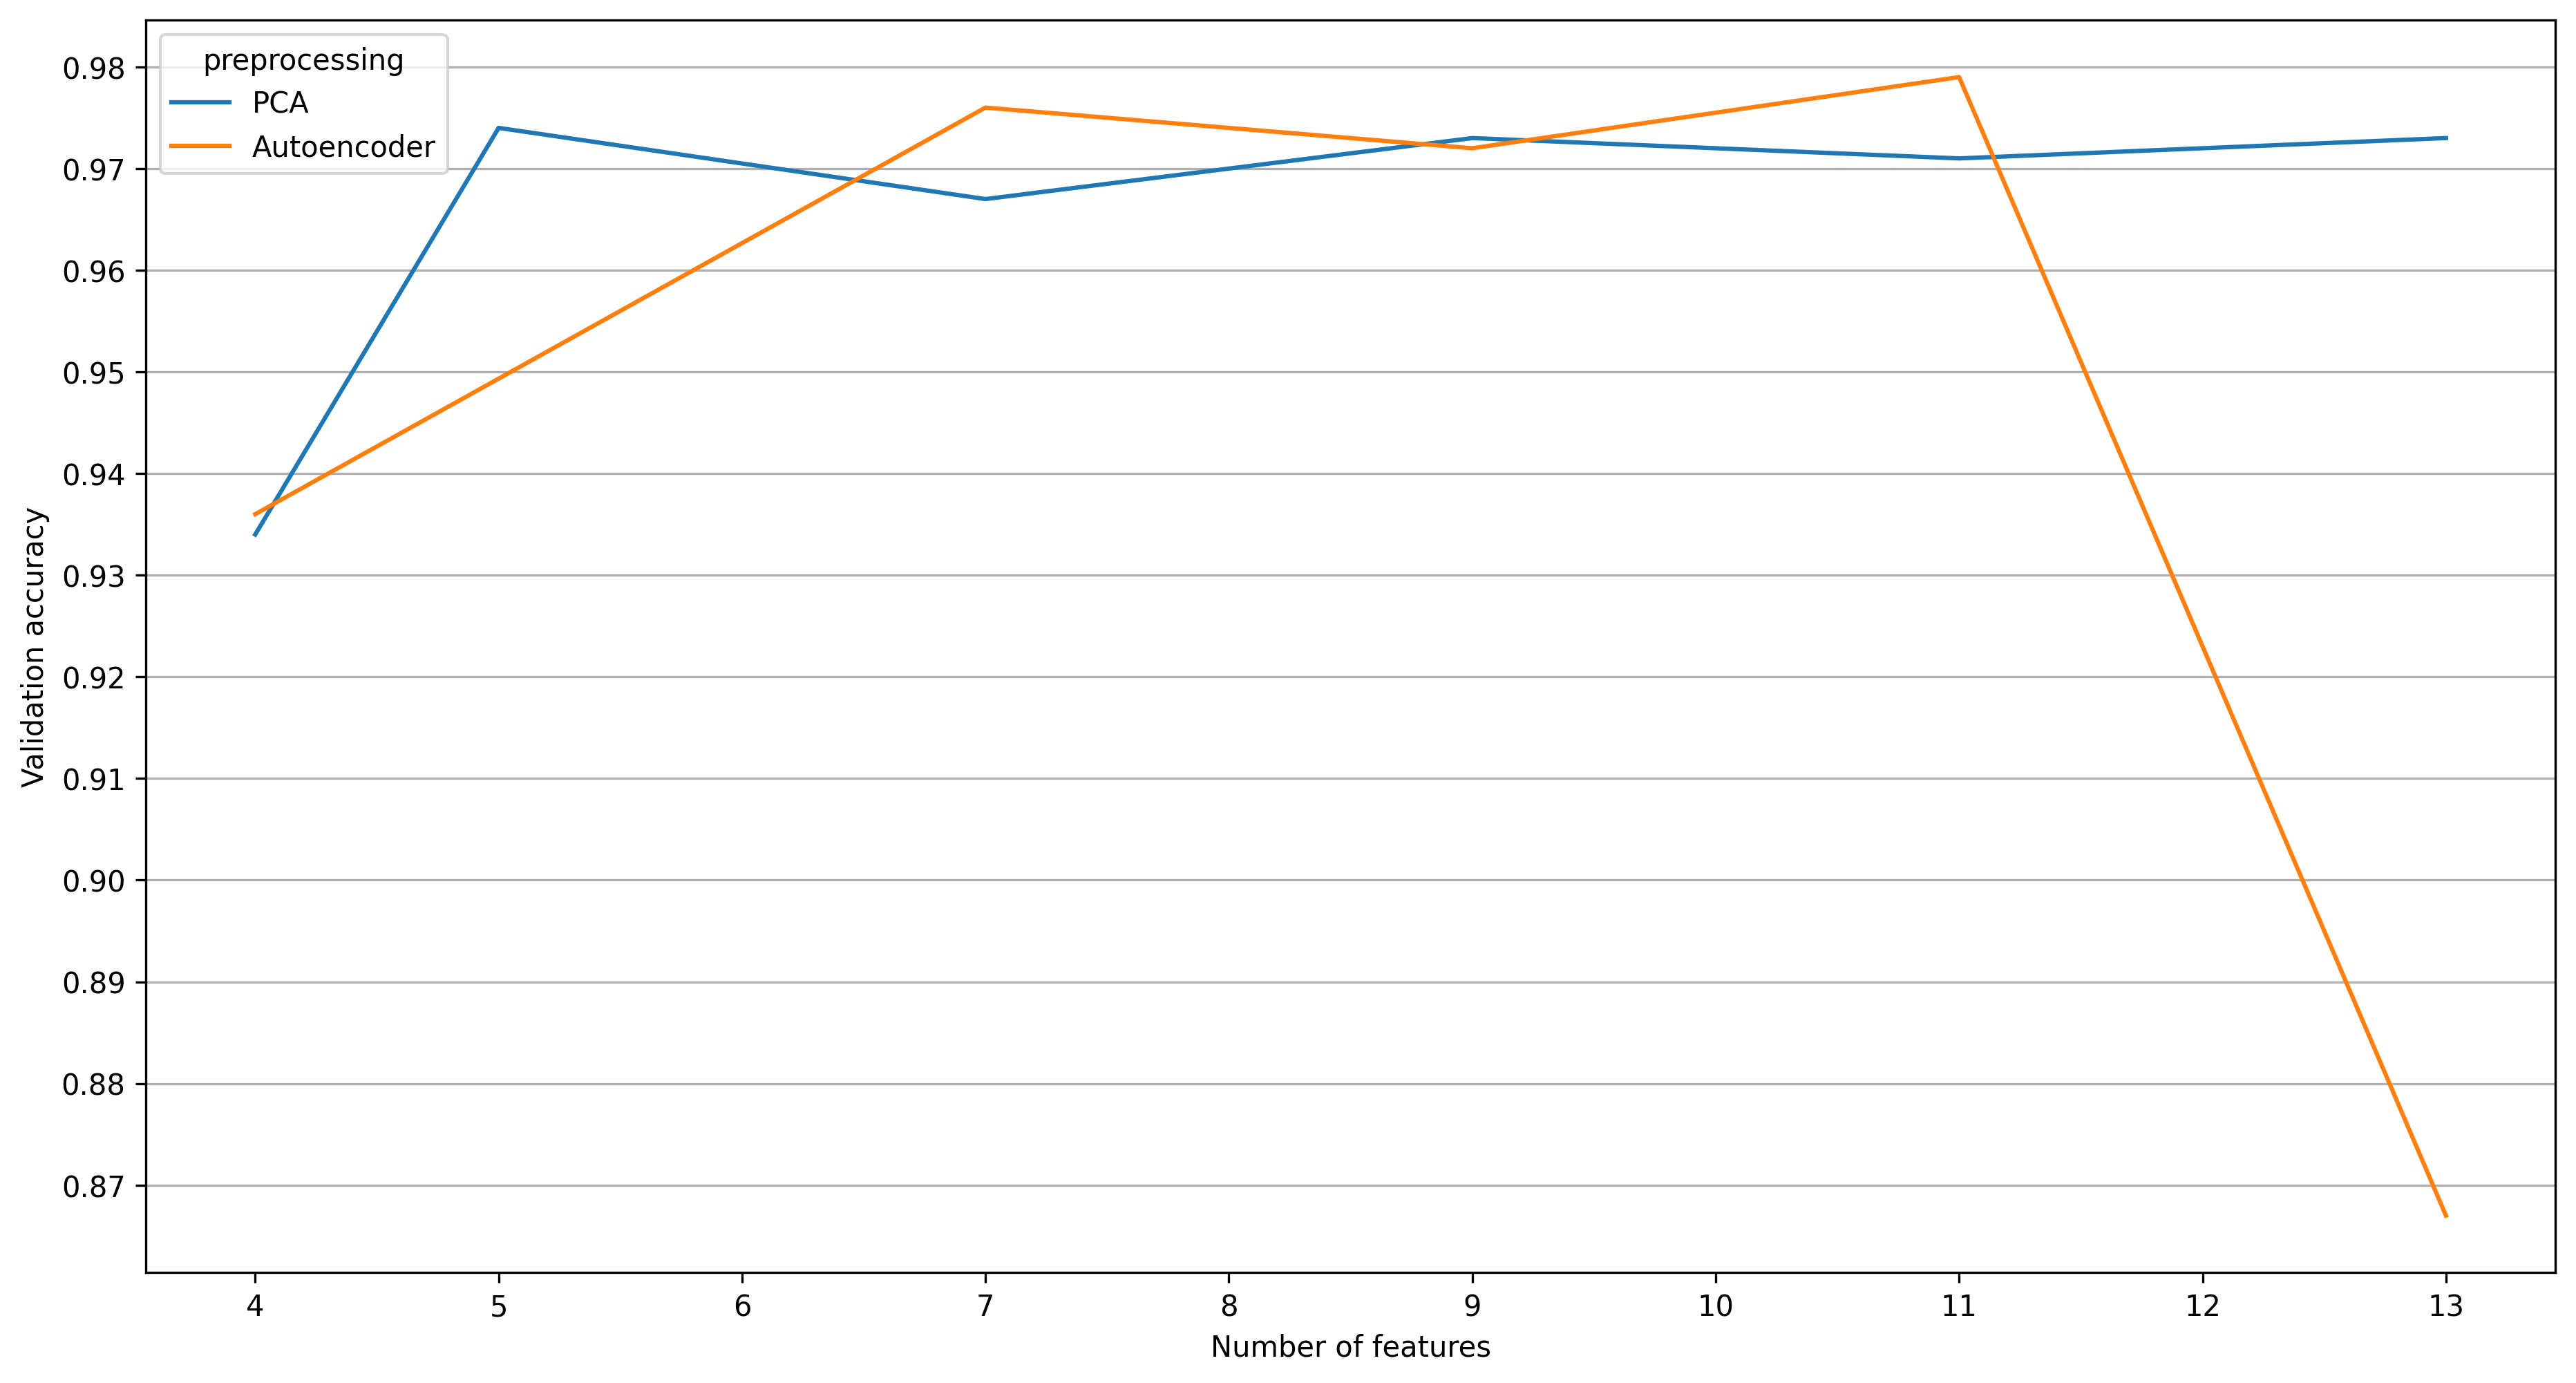 preprocessing
PCA
Autoencoder
0.98
0.97
0.96
0.95
0.94
0.93
0.92
0.91
0.90
0.89
0.88
0.87
Validation accuracy
4 5 6 7 8 9 10 11 12 13
Number of features